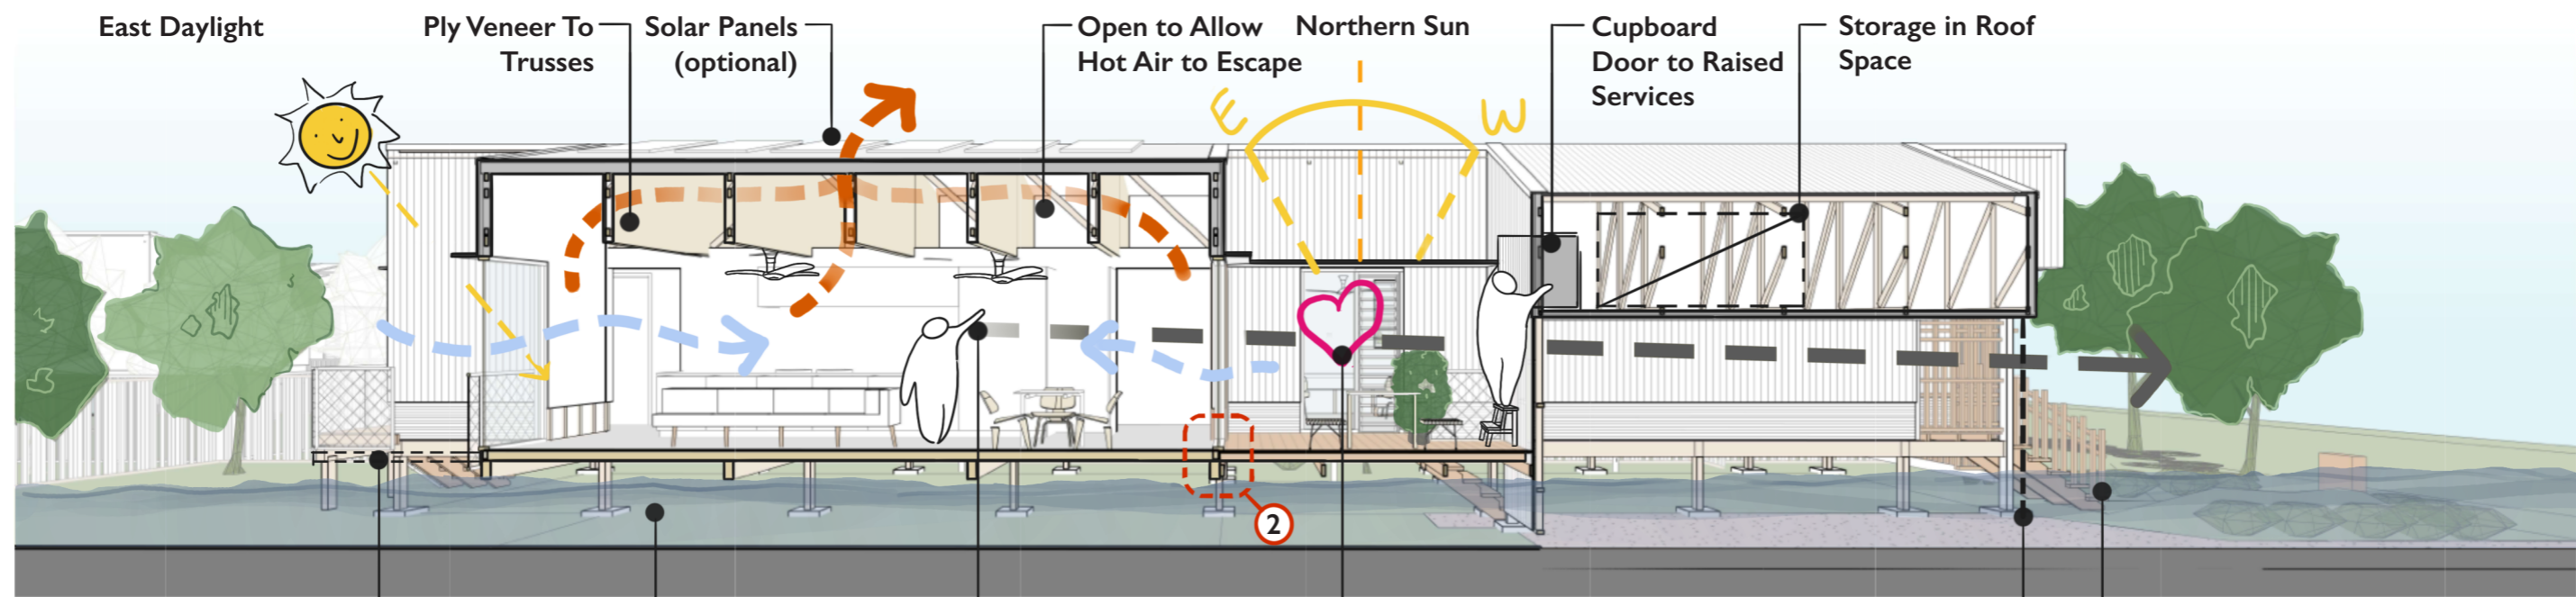 East Daylight
Ply Veneer To
Trusses
Solar Panels
(optional)
Open to Allow
Hot Air to Escape
Northern Sun
Cupboard
Door to Raised
Services
Storage in Roof
Space
E
W
2